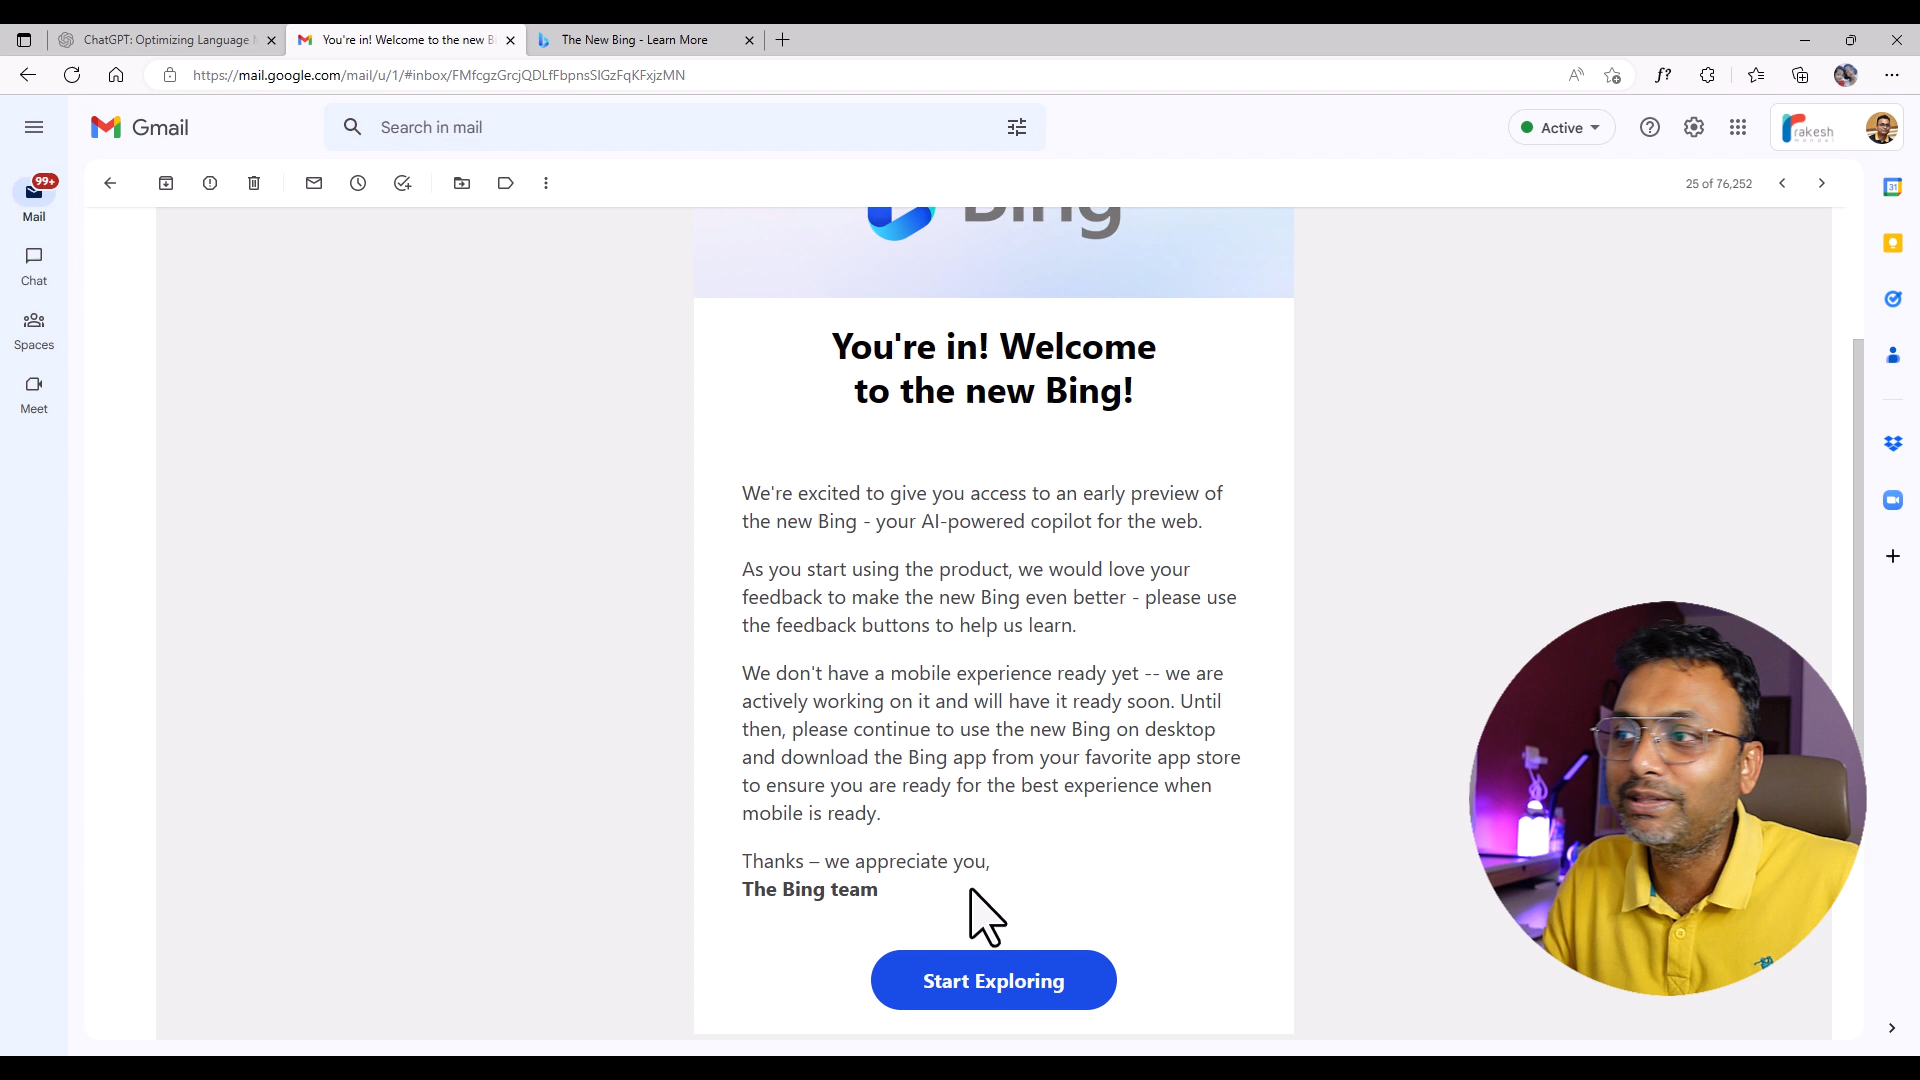 ChatGPT: Optimizing Language
You're in! Welcome to the new B
The New Bing - Learn More
https://mail.google.com/mail/u/1/#inbox/FMfcgzGrcjQDLfFbpnsSlGzFqKFxjzMN
Gmail
Search in mail
Active
rakesh
99+
Mail
Chat
Spaces
Meet
25 of 76,252
31
Bing
You're in! Welcome
to the new Bing!
We're excited to give you access to an early preview of
the new Bing - your AI-powered copilot for the web.
As you start using the product, we would love your
feedback to make the new Bing even better - please use
the feedback buttons to help us learn.
We don't have a mobile experience ready yet -- we are
actively working on it and will have it ready soon. Until
then, please continue to use the new Bing on desktop
and download the Bing app from your favorite app store
to ensure you are ready for the best experience when
mobile is ready.
Thanks – we appreciate you,
The Bing team
Start Exploring